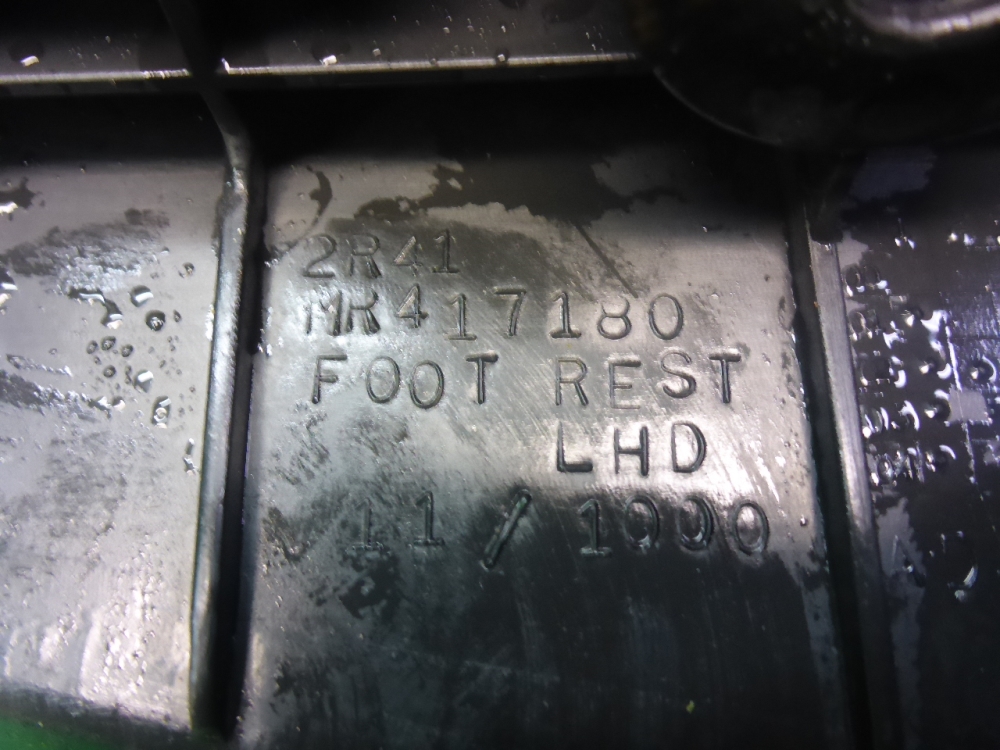 2R41
MR417180
FOOT REST
LHD
11/1000